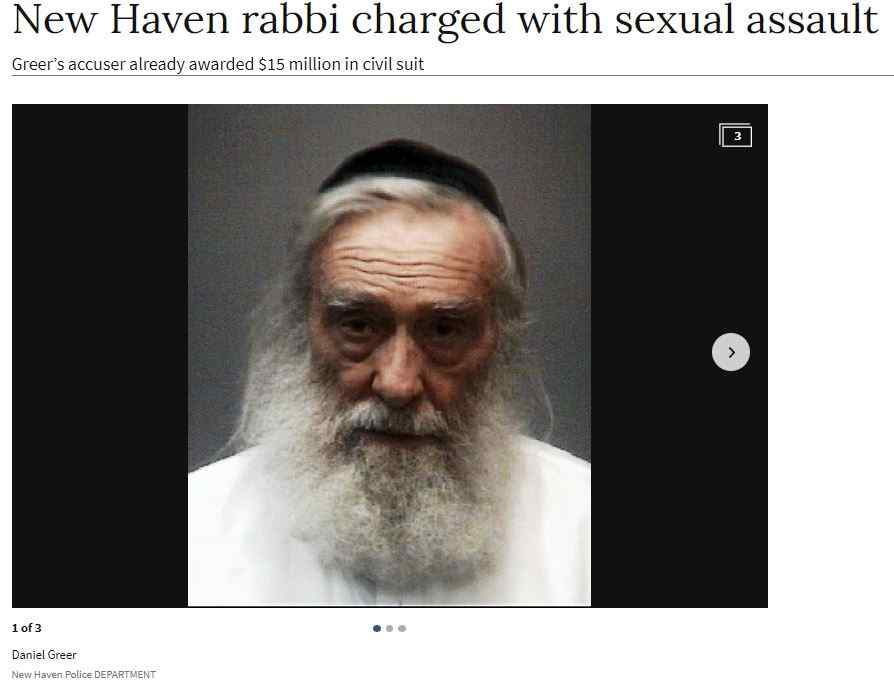 New Haven rabbi charged with sexual assault
Greer’s accuser already awarded $15 million in civil suit
3
1 of 3
Daniel Greer
New Haven Police DEPARTMENT